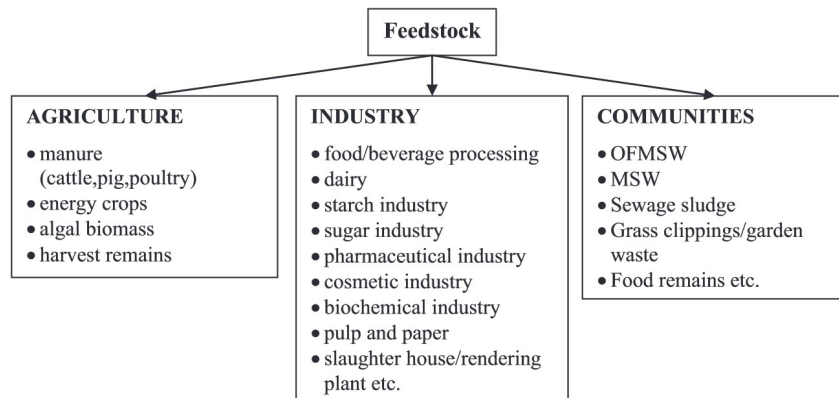 Feedstock
AGRICULTURE
• manure
(cattle,pig,poultry)
• energy crops
• algal biomass
• harvest remains
INDUSTRY
• food/beverage processing
• dairy
• starch industry
• sugar industry
• pharmaceutical industry
• cosmetic industry
• biochemical industry
• pulp and paper
• slaughter house/rendering
plant etc.
COMMUNITIES
• OFMSW
• MSW
• Sewage sludge
• Grass clippings/garden
waste
• Food remains etc.